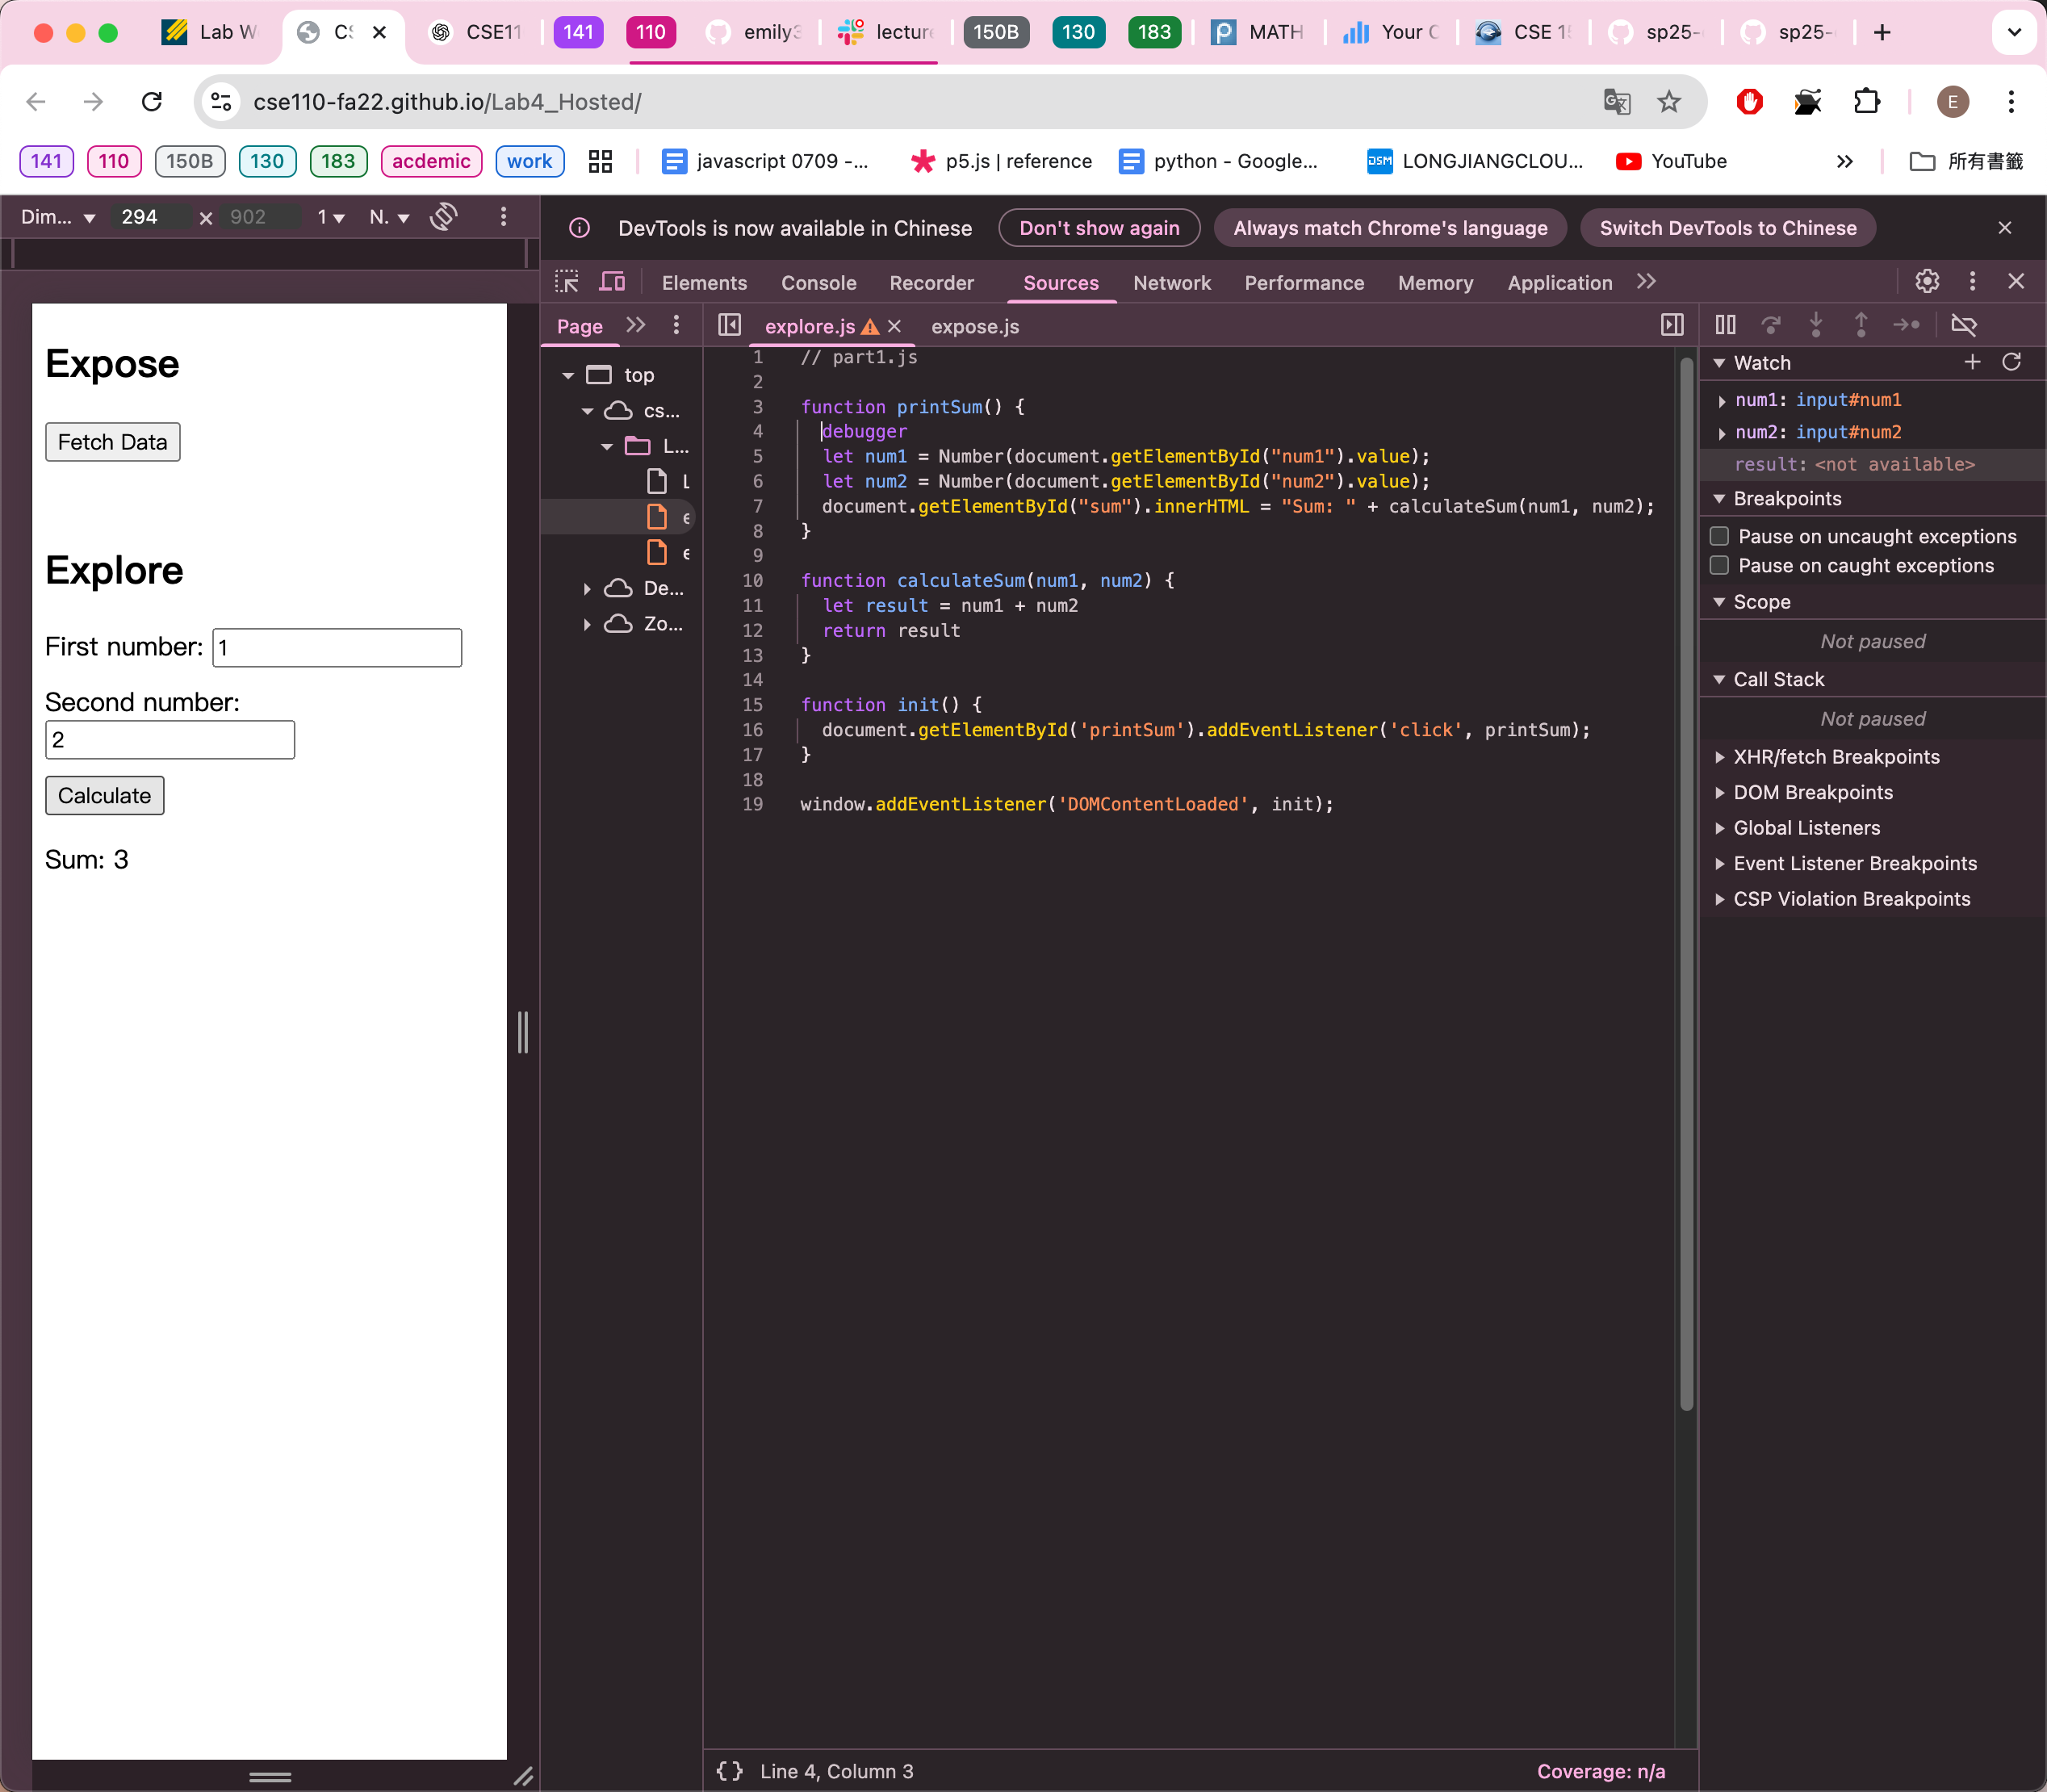 Lab W
CS
CSE11
141
110
emily3
lecture
150B
130
183
MATH
Your C
CSE 1
sp25-
sp25-
cse110-fa22.github.io/Lab4_Hosted/
E
141
110
150B
130
183
acdemic
work
javascript 0709 -...
p5.js | reference
python - Google...
DSM
LONGJIANGCLOU...
YouTube
所有書籤
Dim...
294
×
902
1
N.
DevTools is now available in Chinese
Don't show again
Always match Chrome's language
Switch DevTools to Chinese
Elements
Console
Recorder
Sources
Network
Performance
Memory
Application
Page
explore.js
expose.js
Expose
Fetch Data
Explore
First number: 1
Second number:
2
Calculate
Sum: 3
top
cs...
L...
L
e
e
De...
Zo...
1 // part1.js
2
3 function printSum() {
4 debugger
5 let num1 = Number(document.getElementById("num1").value);
6 let num2 = Number(document.getElementById("num2").value);
7 document.getElementById("sum").innerHTML = "Sum: " + calculateSum(num1, num2);
8 }
9
10 function calculateSum(num1, num2) {
11 let result = num1 + num2
12 return result
13 }
14
15 function init() {
16 document.getElementById('printSum').addEventListener('click', printSum);
17 }
18
19 window.addEventListener('DOMContentLoaded', init);
Watch
num1: input#num1
num2: input#num2
result: <not available>
Breakpoints
Pause on uncaught exceptions
Pause on caught exceptions
Scope
Not paused
Call Stack
Not paused
XHR/fetch Breakpoints
DOM Breakpoints
Global Listeners
Event Listener Breakpoints
CSP Violation Breakpoints
{ } Line 4, Column 3
Coverage: n/a